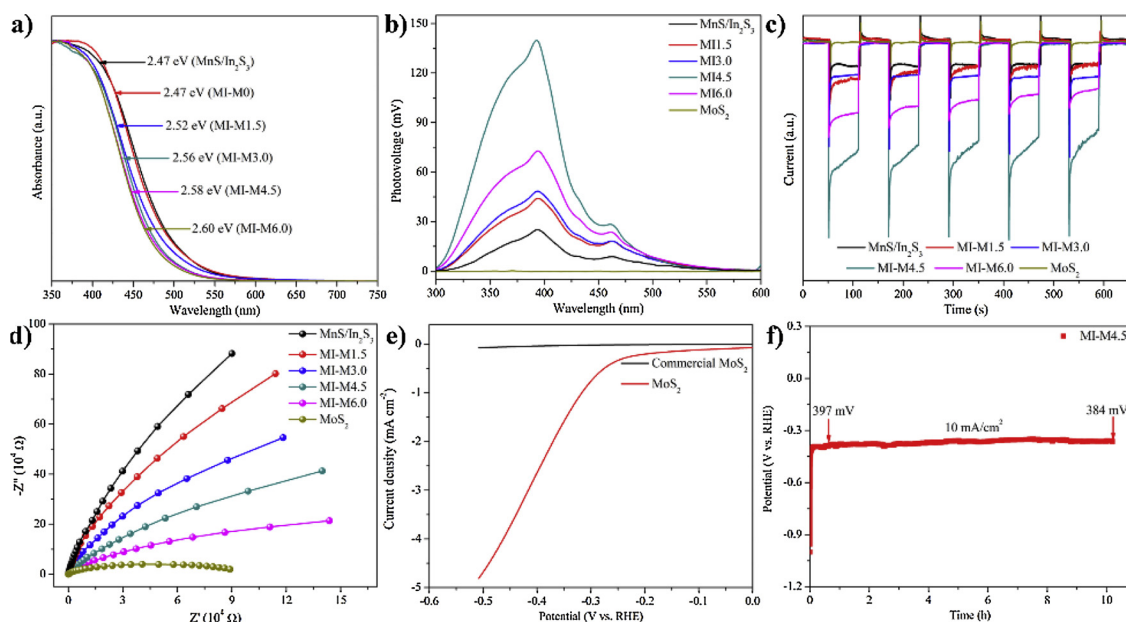 a)
2.47 eV (MnS/In₂S₃)
2.47 eV (MI-M0)
2.52 eV (MI-M1.5)
2.56 eV (MI-M3.0)
2.58 eV (MI-M4.5)
2.60 eV (MI-M6.0)
Absorbance (a.u.)
350 400 450 500 550 600 650 700 750
Wavelength (nm)
b)
150
120
90
60
30
0
Photovoltage (mV)
MnS/In₂S₃
MI1.5
MI3.0
MI4.5
MI6.0
MoS₂
300 350 400 450 500 550 600
Wavelength (nm)
c)
Current (a.u.)
MnS/In₂S₃ MI-M1.5 MI-M3.0
MI-M4.5 MI-M6.0 MoS₂
0 100 200 300 400 500 600
Time (s)
d)
100
80
60
40
20
0
-Z'' (10⁴ Ω)
MnS/In₂S₃
MI-M1.5
MI-M3.0
MI-M4.5
MI-M6.0
MoS₂
0 3 6 9 12 15
Z' (10⁴ Ω)
e)
0
-1
-2
-3
-4
-5
Current density (mA cm⁻²)
Commercial MoS₂
MoS₂
-0.6 -0.5 -0.4 -0.3 -0.2 -0.1 0.0
Potential (V vs. RHE)
f)
0.3
0.0
-0.3
-0.6
-0.9
-1.2
Potential (V vs. RHE)
MI-M4.5
397 mV
384 mV
10 mA/cm²
0 2 4 6 8 10
Time (h)